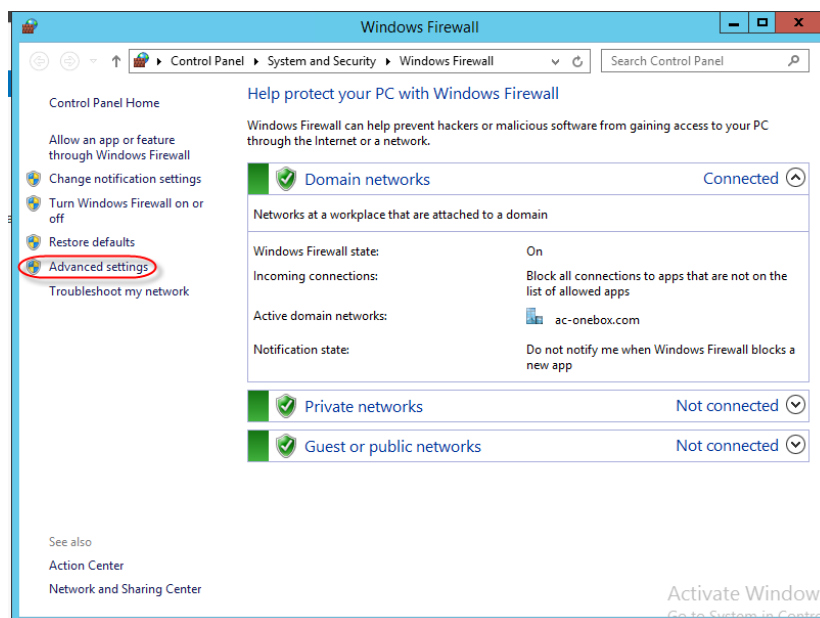 Windows Firewall
Control Panel System and Security Windows Firewall
Search Control Panel
Control Panel Home
Allow an app or feature
through Windows Firewall
Change notification settings
Turn Windows Firewall on or
off
Restore defaults
Advanced settings
Troubleshoot my network
Help protect your PC with Windows Firewall
Windows Firewall can help prevent hackers or malicious software from gaining access to your PC
through the Internet or a network.
Domain networks Connected
Networks at a workplace that are attached to a domain
Windows Firewall state: On
Incoming connections: Block all connections to apps that are not on the
list of allowed apps
Active domain networks: ac-onebox.com
Notification state: Do not notify me when Windows Firewall blocks a
new app
Private networks Not connected
Guest or public networks Not connected
See also
Action Center
Network and Sharing Center
Activate Window
Go to System in Contro